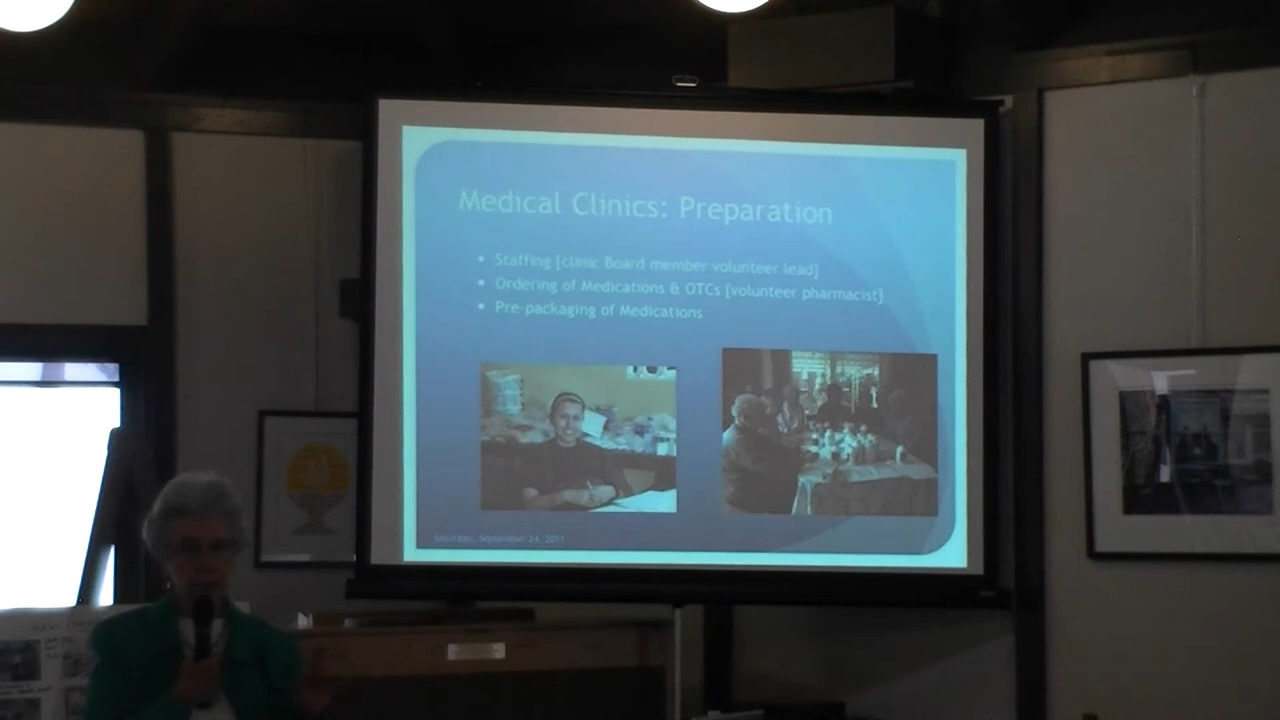 Medical Clinics: Preparation
• Staffing [clinic Board member volunteer lead]
• Ordering of Medications & OTCs [volunteer pharmacist]
• Pre-packaging of Medications
Saturday, September 24, 2011